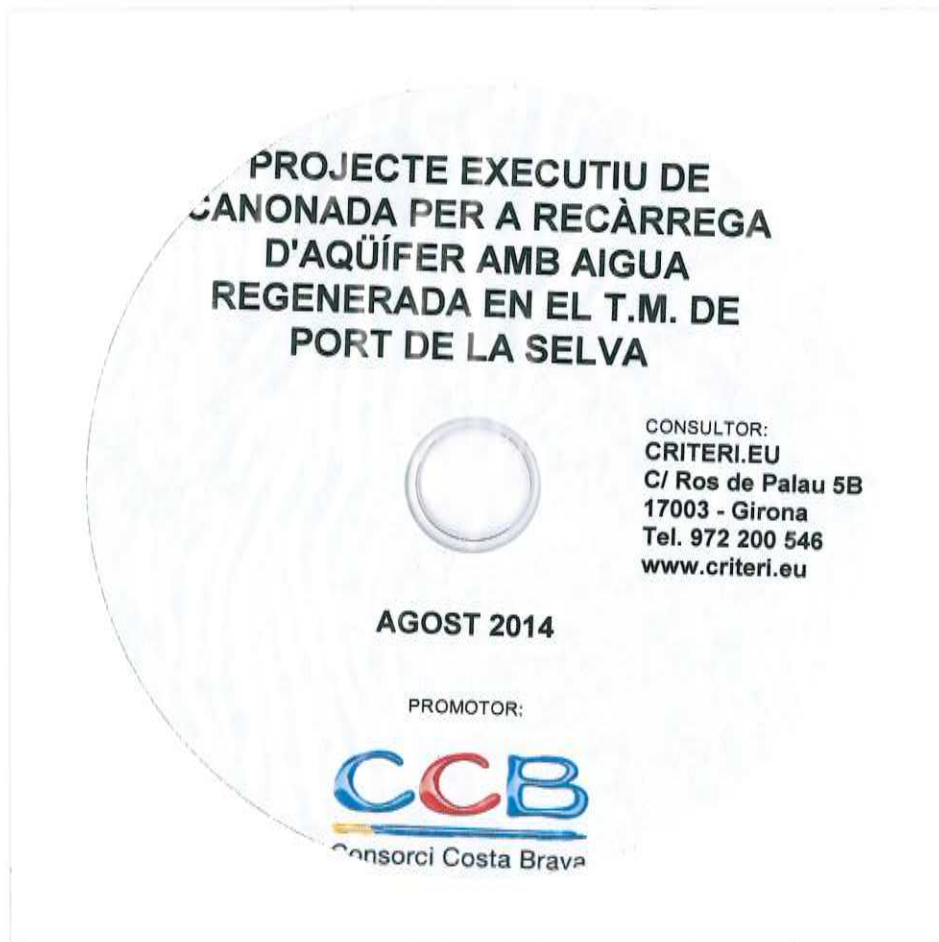 PROJECTE EXECUTIU DE
CANONADA PER A RECÀRREGA
D'AQÜÍFER AMB AIGUA
REGENERADA EN EL T.M. DE
PORT DE LA SELVA
CONSULTOR:
CRITERI.EU
C/ Ros de Palau 5B
17003 - Girona
Tel. 972 200 546
www.criteri.eu
AGOST 2014
PROMOTOR:
CCB
Consorci Costa Brava